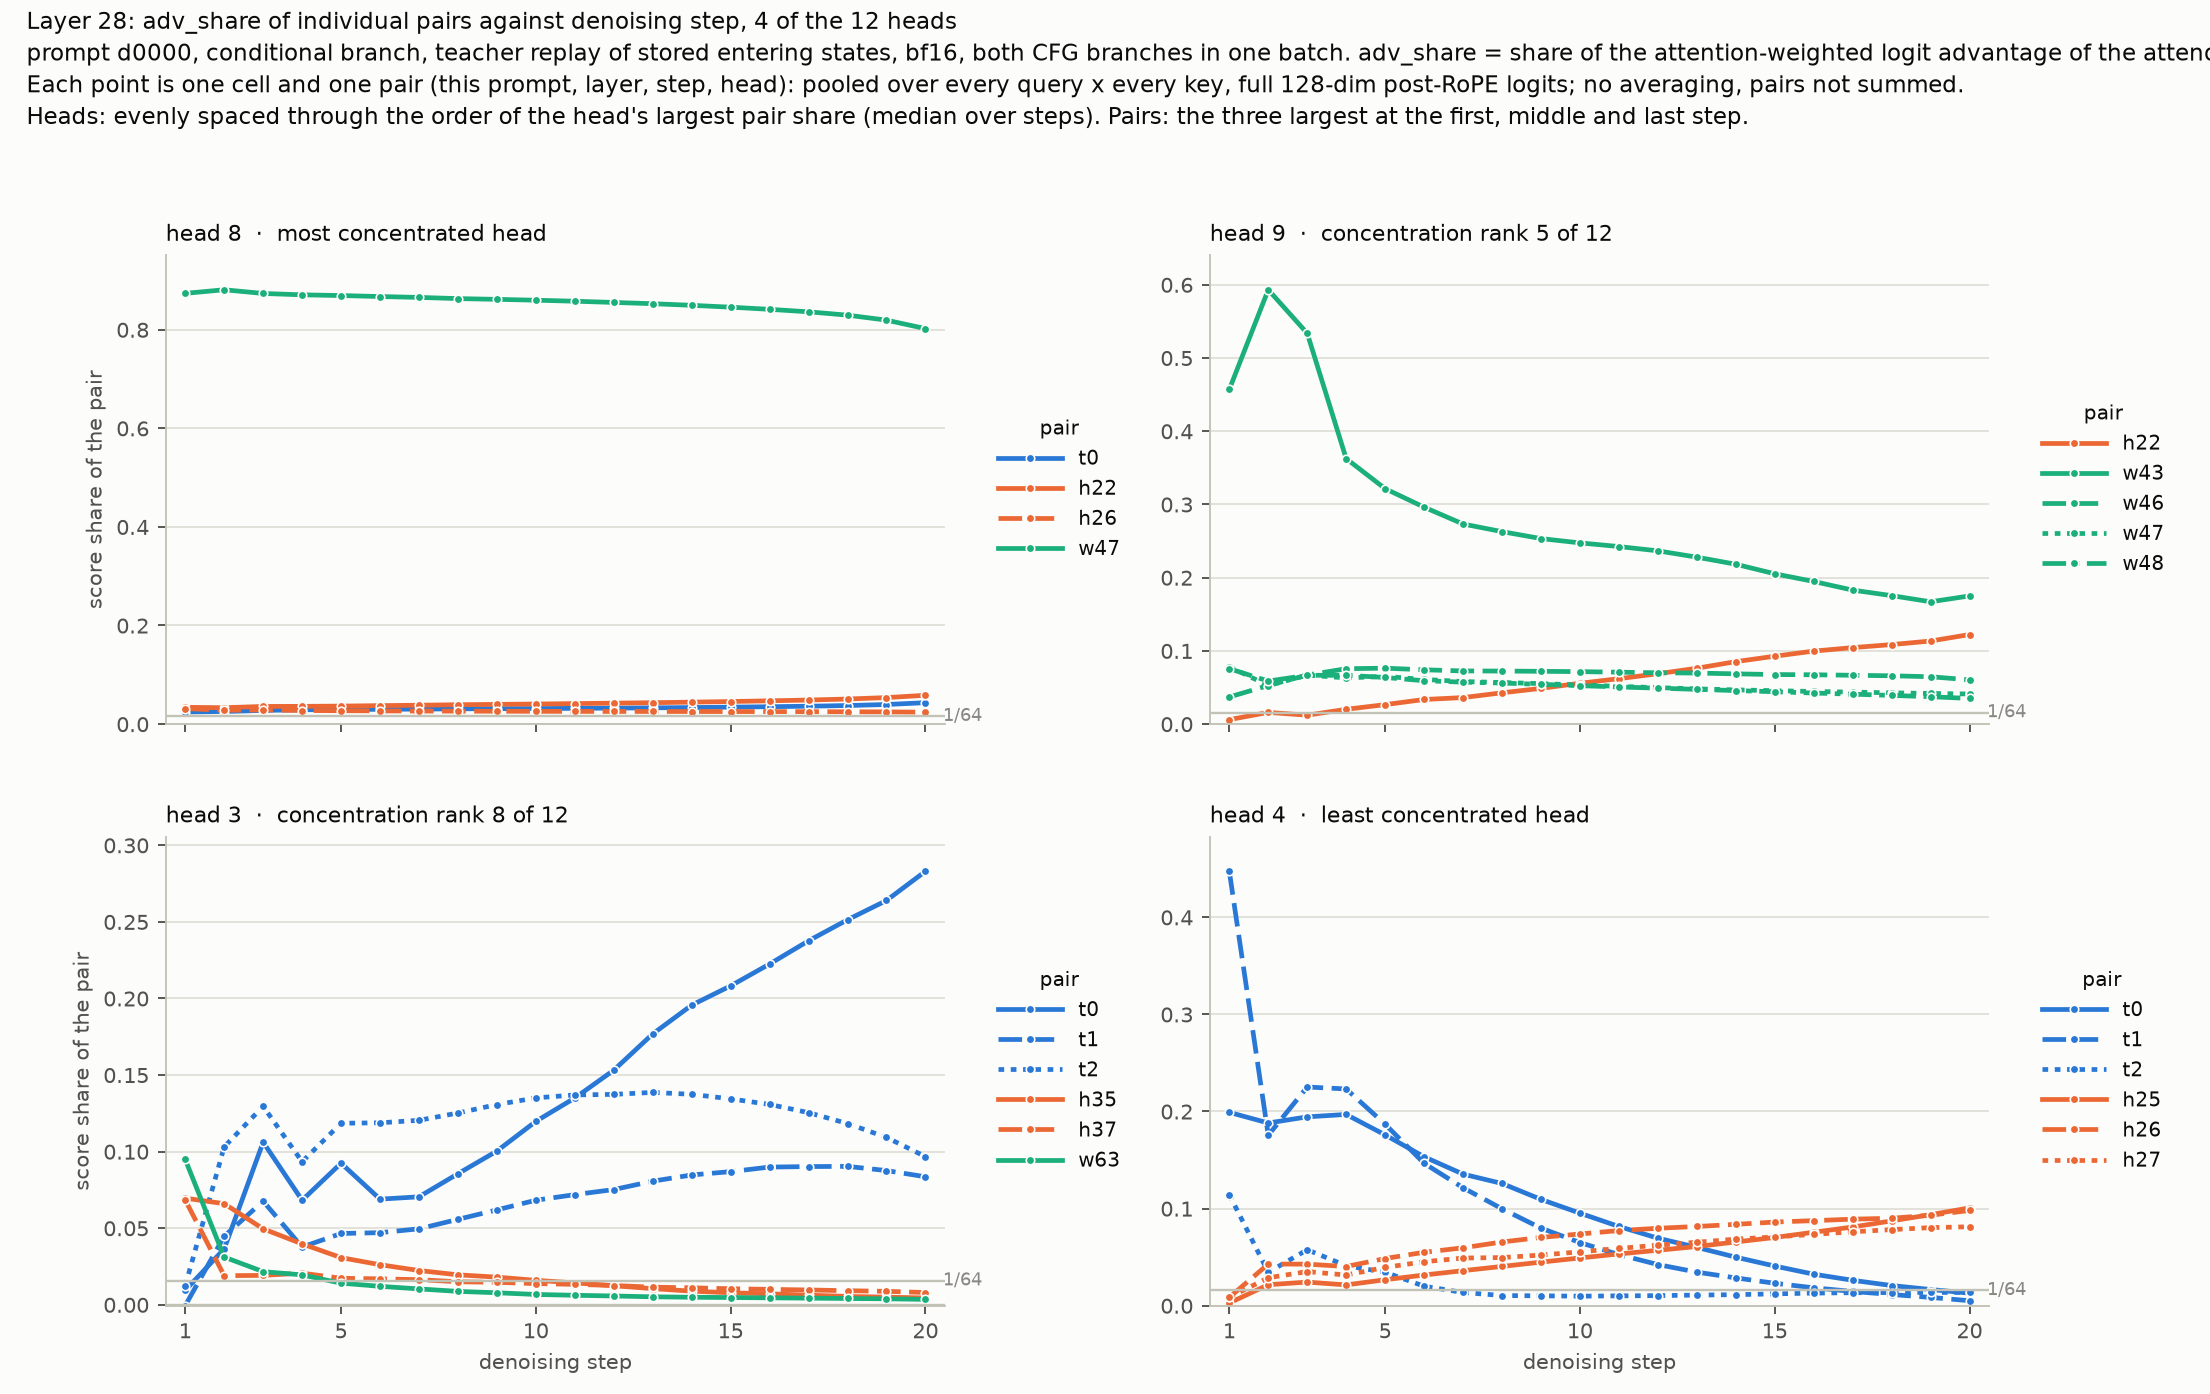 Layer 28: adv_share of individual pairs against denoising step, 4 of the 12 heads
prompt d0000, conditional branch, teacher replay of stored entering states, bf16, both CFG branches in one batch. adv_share = share of the attention-weighted logit advantage of the
Each point is one cell and one pair (this prompt, layer, step, head): pooled over every query x every key, full 128-dim post-RoPE logits; no averaging, pairs not summed.
Heads: evenly spaced through the order of the head's largest pair share (median over steps). Pairs: the three largest at the first, middle and last step.
head 8 · most concentrated head
score share of the pair
0.8
0.6
0.4
0.2
0.0
1/64
pair
t0
h22
h26
w47
head 9 · concentration rank 5 of 12
0.6
0.5
0.4
0.3
0.2
0.1
0.0
1/64
pair
h22
w43
w46
w47
w48
head 3 · concentration rank 8 of 12
score share of the pair
0.30
0.25
0.20
0.15
0.10
0.05
0.00
1/64
1
5
10
15
20
denoising step
pair
t0
t1
t2
h35
h37
w63
head 4 · least concentrated head
0.4
0.3
0.2
0.1
0.0
1/64
1
5
10
15
20
denoising step
pair
t0
t1
t2
h25
h26
h27